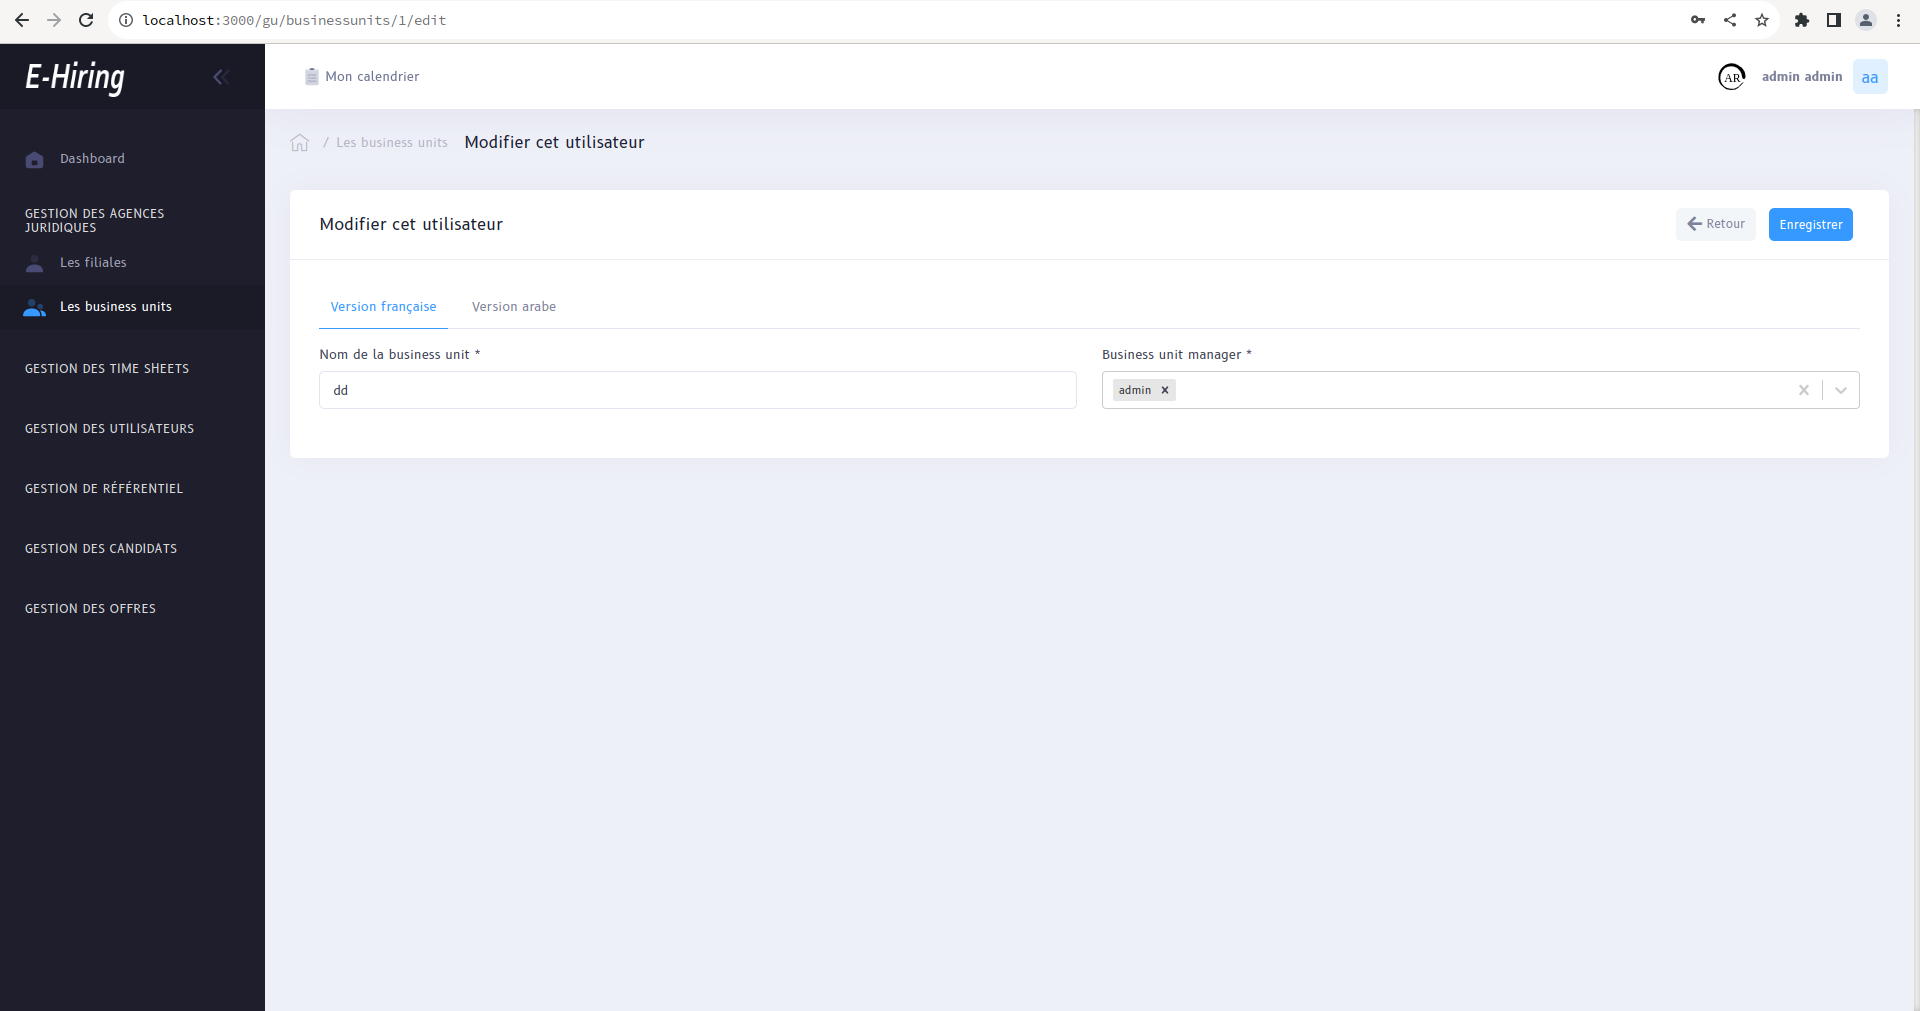 localhost:3000/gu/businessunits/1/edit
E-Hiring
Mon calendrier
AR
admin admin
aa
/ Les business units Modifier cet utilisateur
Dashboard
GESTION DES AGENCES
JURIDIQUES
Les filiales
Les business units
GESTION DES TIME SHEETS
GESTION DES UTILISATEURS
GESTION DE RÉFÉRENTIEL
GESTION DES CANDIDATS
GESTION DES OFFRES
Modifier cet utilisateur
Retour
Enregistrer
Version française
Version arabe
Nom de la business unit *
dd
Business unit manager *
admin